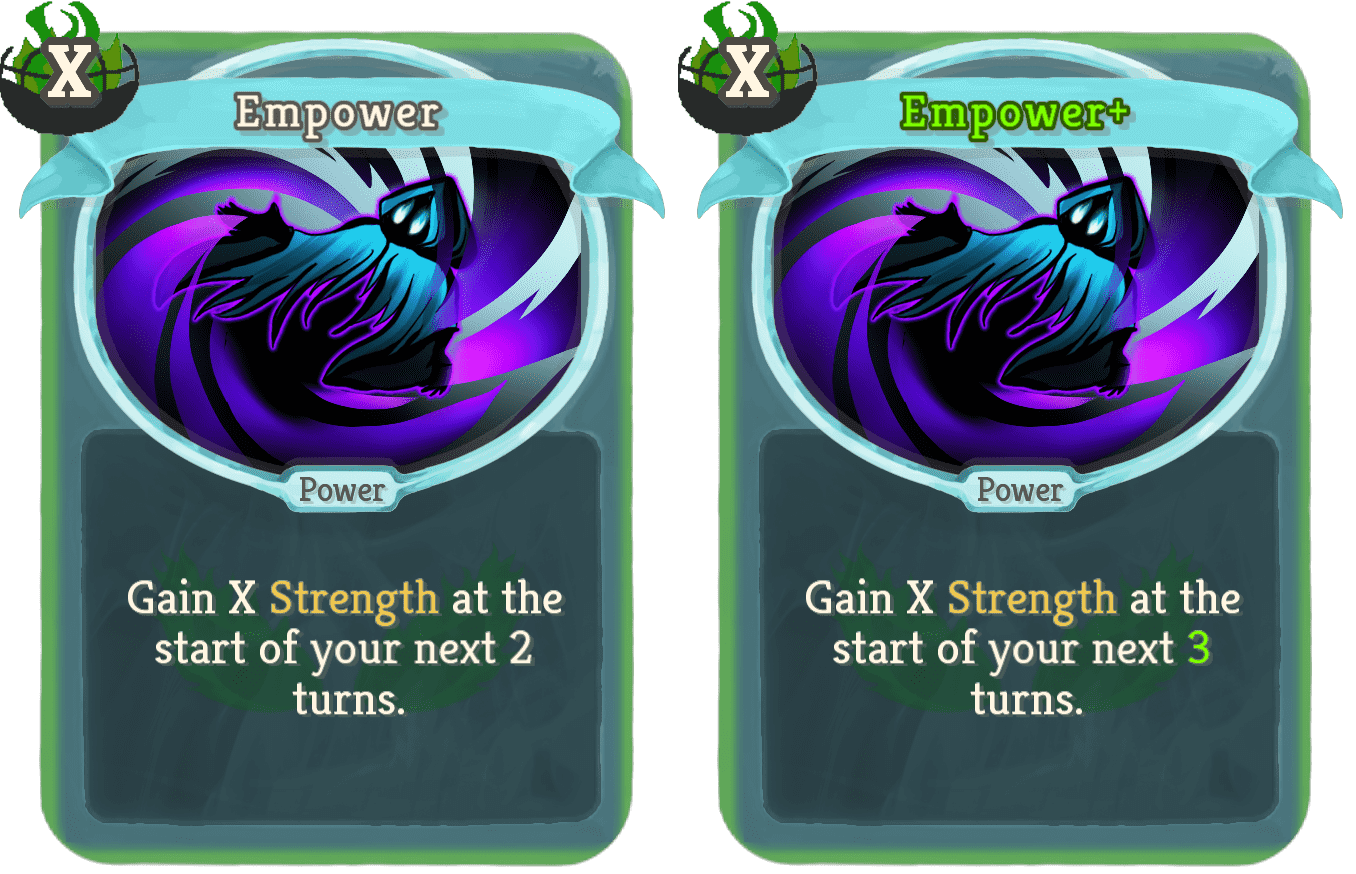 X
Empower
Power
Gain X Strength at the
start of your next 2
turns.
X
Empower+
Power
Gain X Strength at the
start of your next 3
turns.